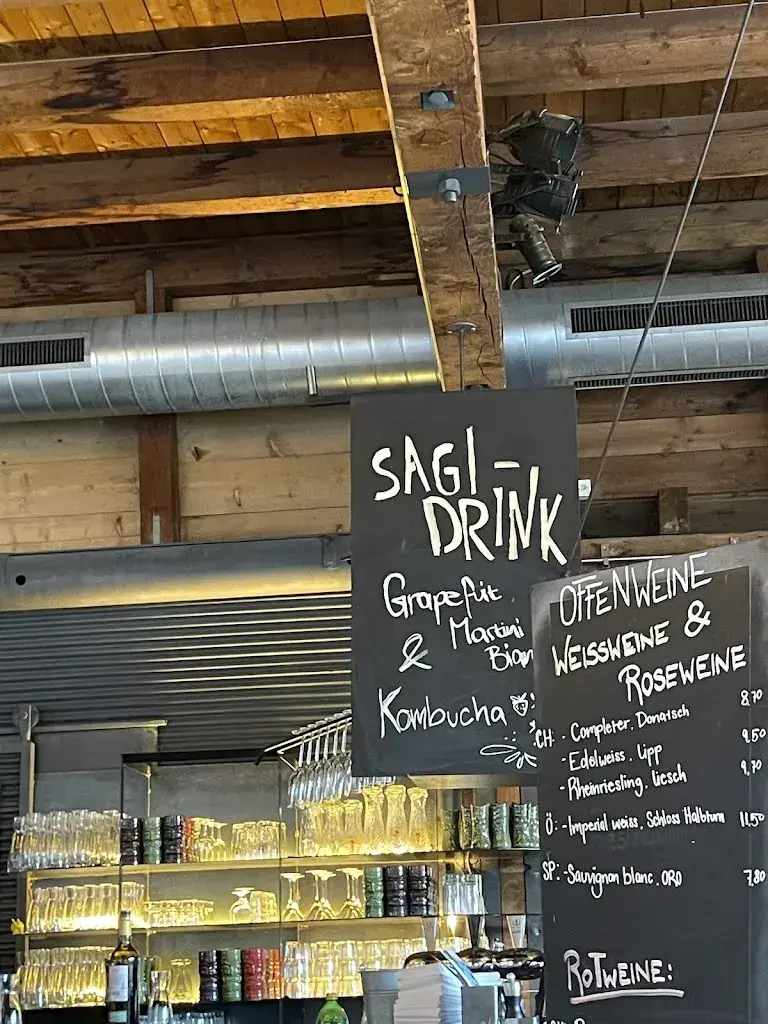 SAGI-
DRINK
Grapefuit
Martini
& Bian
Kombucha
OFFENWEINE
WEISSWEINE &
ROSEWEINE
8,70
CH: - Completer, Donatsch
9,50
- Edelweiss, Lipp
9,70
- Rheinriesling, Liesch
Ö: - Imperial weiss, Schloss Halbturn 11,50
SP: - Sauvignon blanc, ORO 7,80
ROTWEINE: